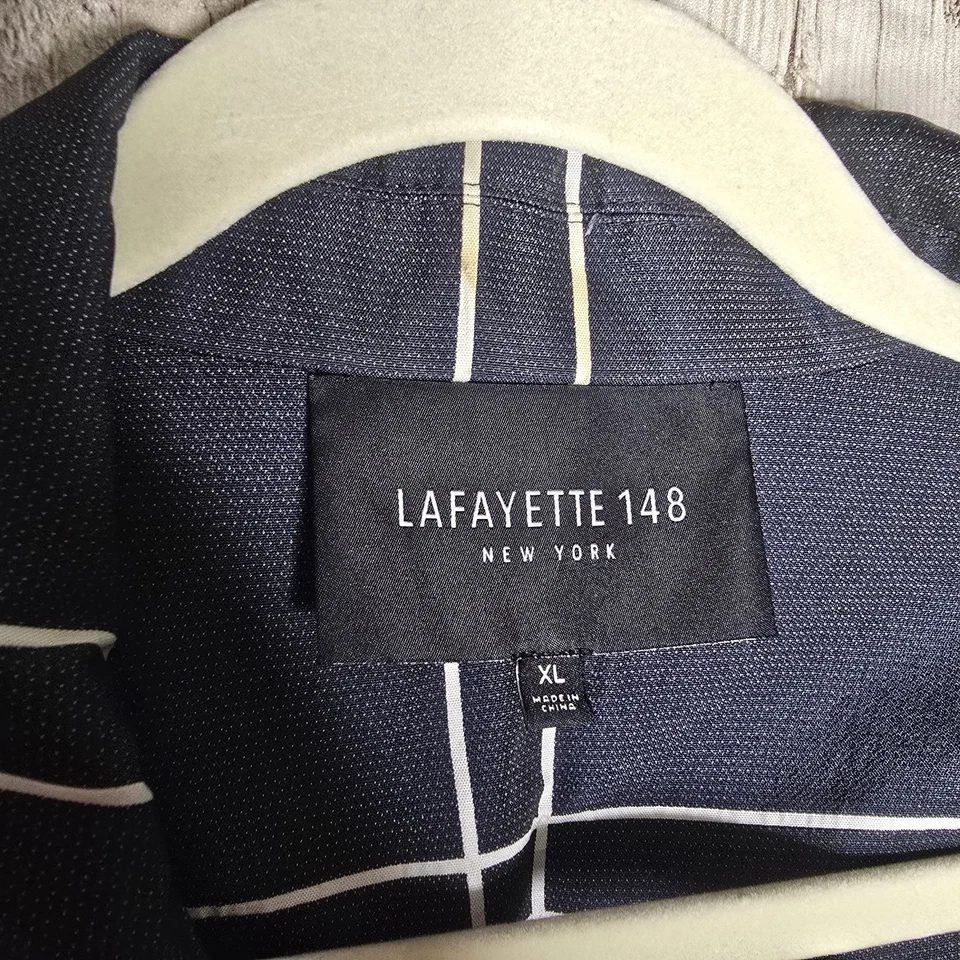 LAFAYETTE 148
NEW YORK
XL
MADE IN
CHINA